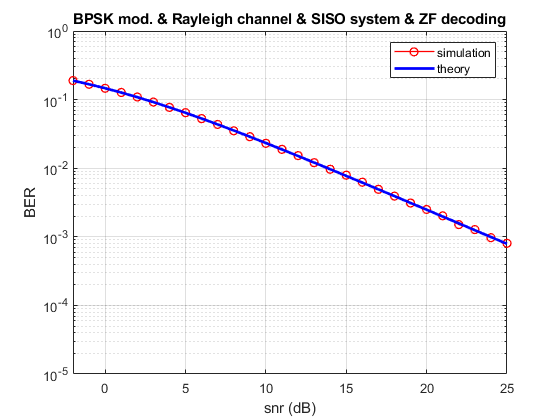 BPSK mod. & Rayleigh channel & SISO system & ZF decoding
10^0
simulation
theory
10^-1
10^-2
BER
10^-3
10^-4
10^-5
0 5 10 15 20 25
snr (dB)